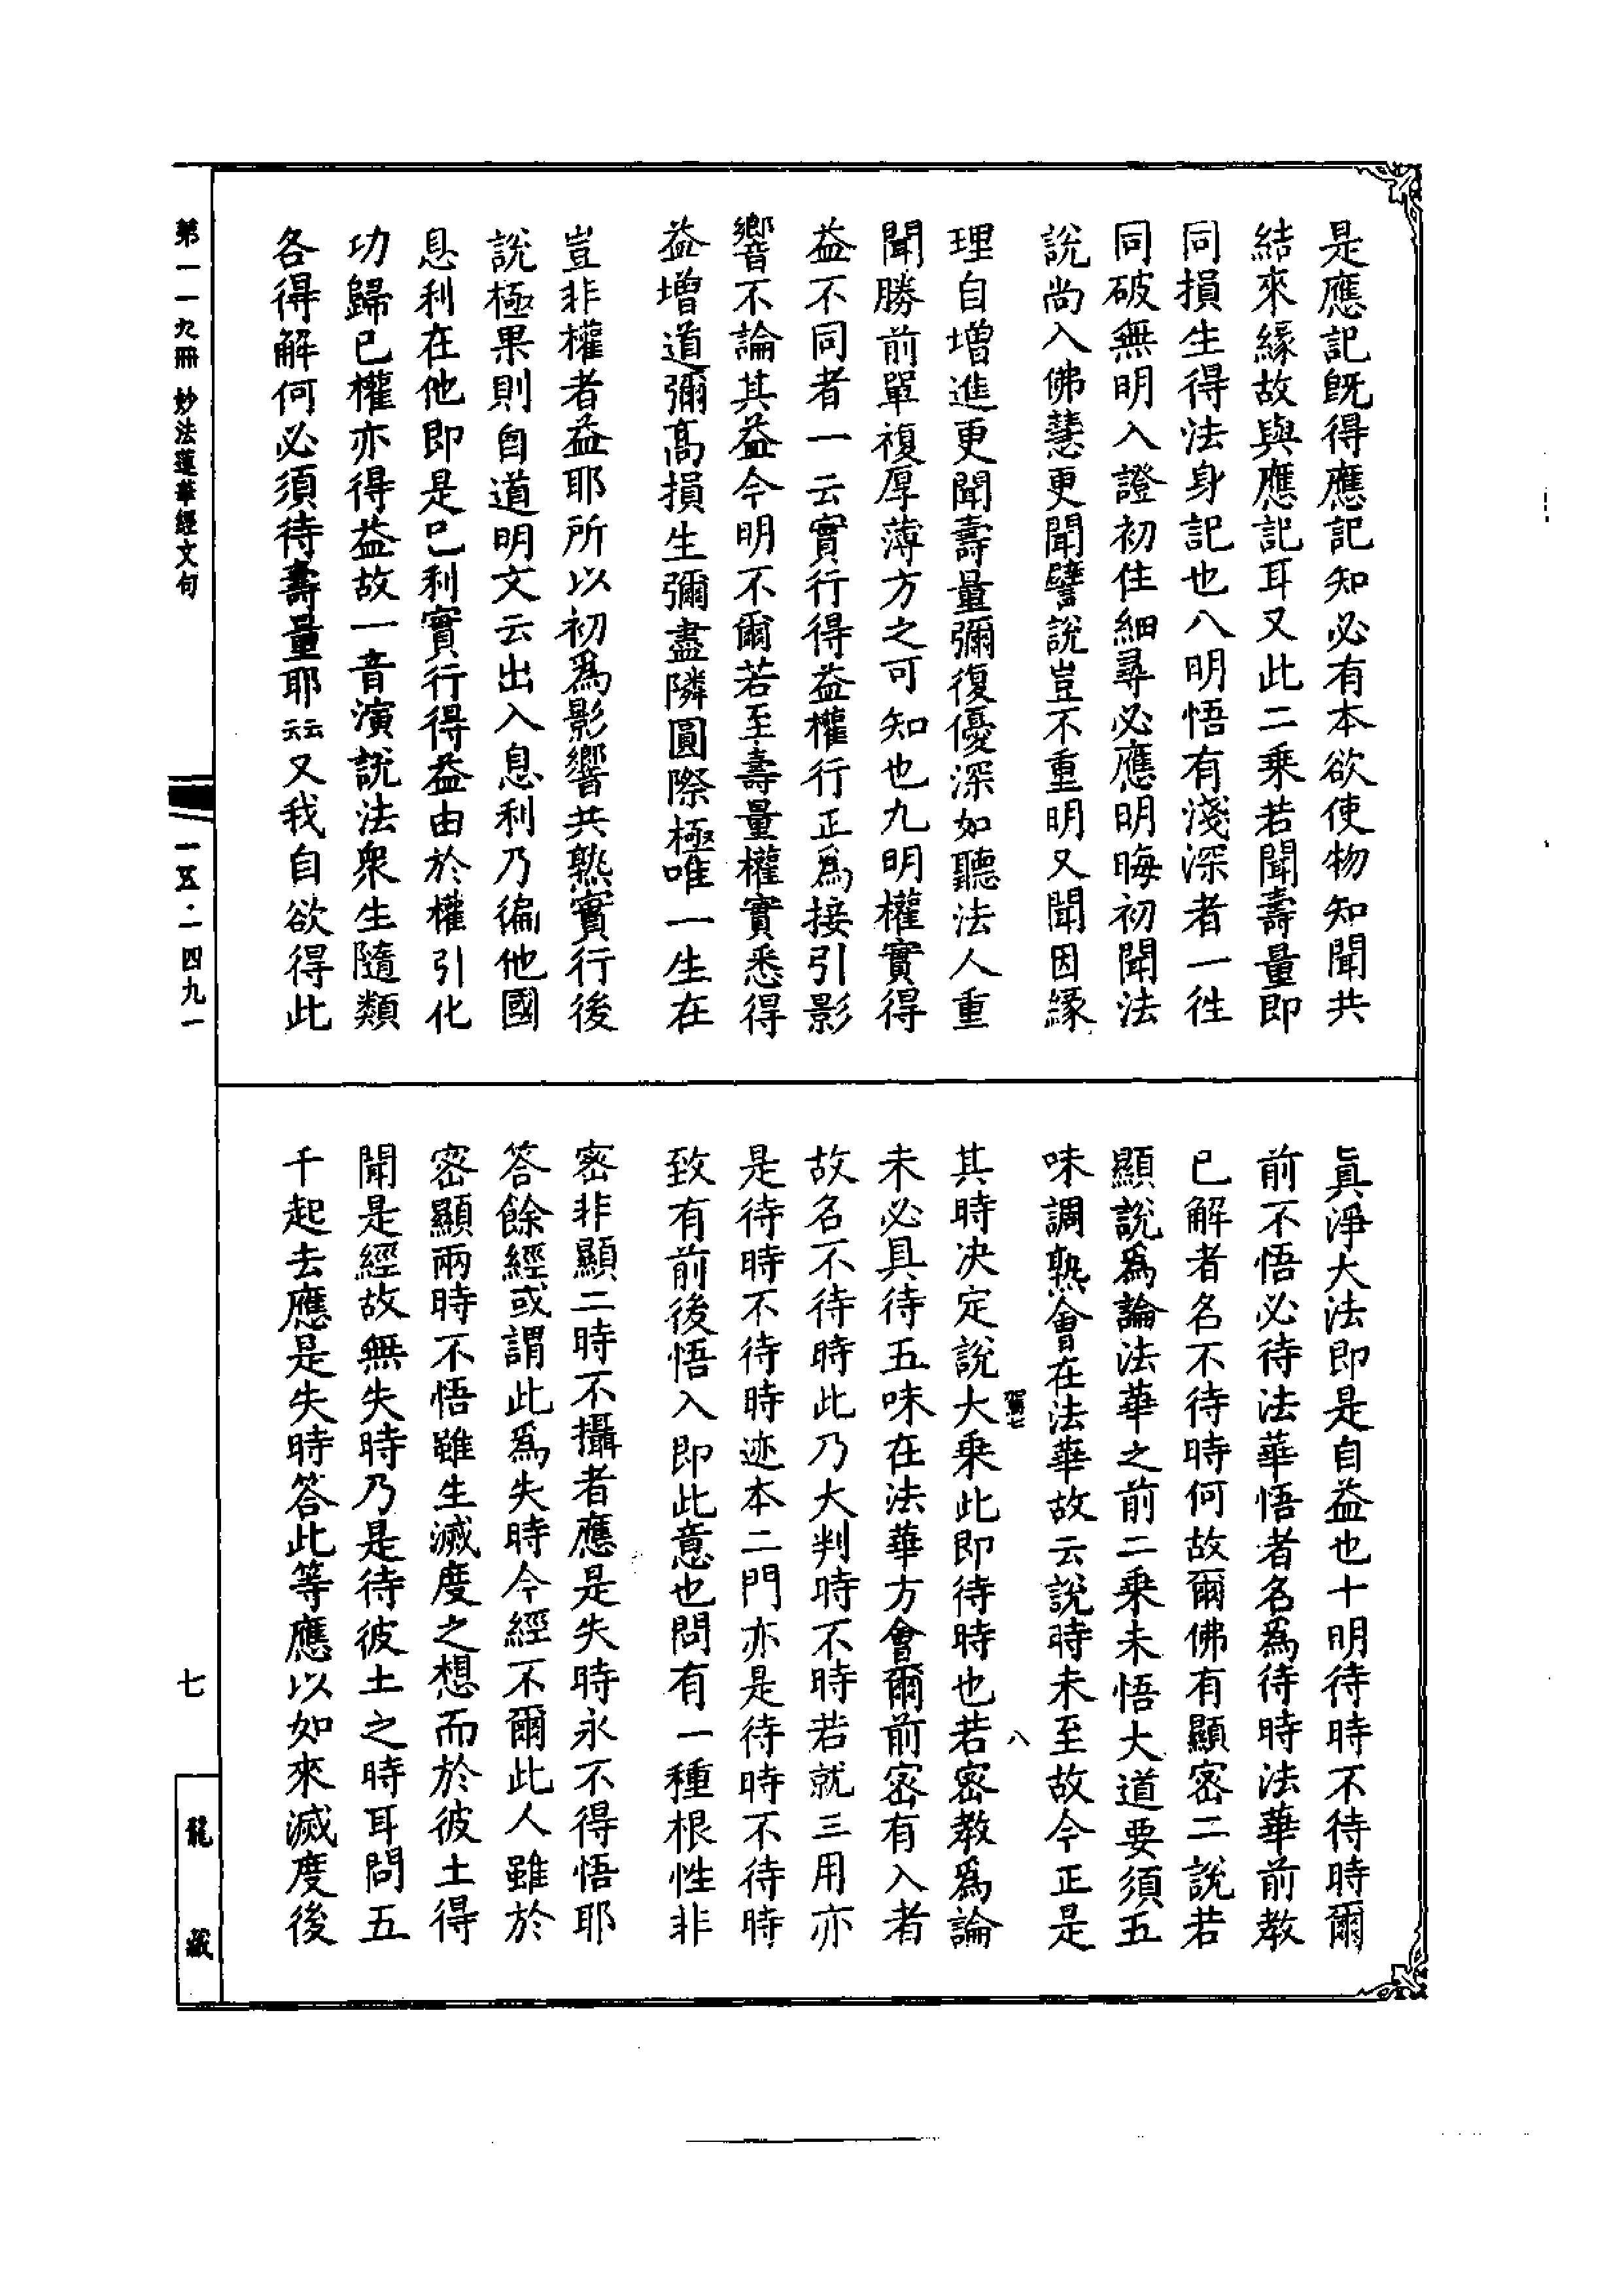 是應記旣得應記知必有本欲使物知聞共
結來緣故與應記耳又此二乘若聞壽量即
同損生得法身記也八明悟有淺深者一往
同破無明入證初住細尋必應明晦初聞法
說尚入佛慧更聞譬說豈不重明又聞因緣
理自增進更聞壽量彌復優深如聽法人重
聞勝前單複厚薄方之可知也九明權實得
益不同者一云實行得益權行正爲接引影
響不論其益今明不爾若至壽量權實悉得
益增道彌高損生彌盡隣圓際極唯一生在
豈非權者益耶所以初爲影響共熟實行後
說極果則自道明文云出入息利乃徧他國
息利在他即是已利實行得益由於權引化
功歸已權亦得益故一音演說法衆生隨類
各得解何必須待壽量耶云云又我自欲得此
真淨大法即是自益也十明待時不待時爾
前不悟必待法華悟者名爲待時法華前教
已解者名不待時何故爾佛有顯密二說若
顯說爲論法華之前二乘未悟大道要須五
味調熟會在法華故云說時未至故今正是
其時決定說大乘此即待時也若密教爲論
未必具待五味在法華方會爾前密有入者
故名不待時此乃大判時不時若就三用亦
是待時不待時迹本二門亦是待時不待時
致有前後悟入即此意也問有一種根性非
密非顯二時不攝者應是失時永不得悟耶
答餘經或謂此爲失時今經不爾此人雖於
密顯兩時不悟雖生滅度之想而於彼土得
聞是經故無失時乃是待彼土之時耳問五
千起去應是失時答此等應以如來滅度後
八
第一一九冊 妙法蓮華經文句
一五·一四九一
七
龍藏